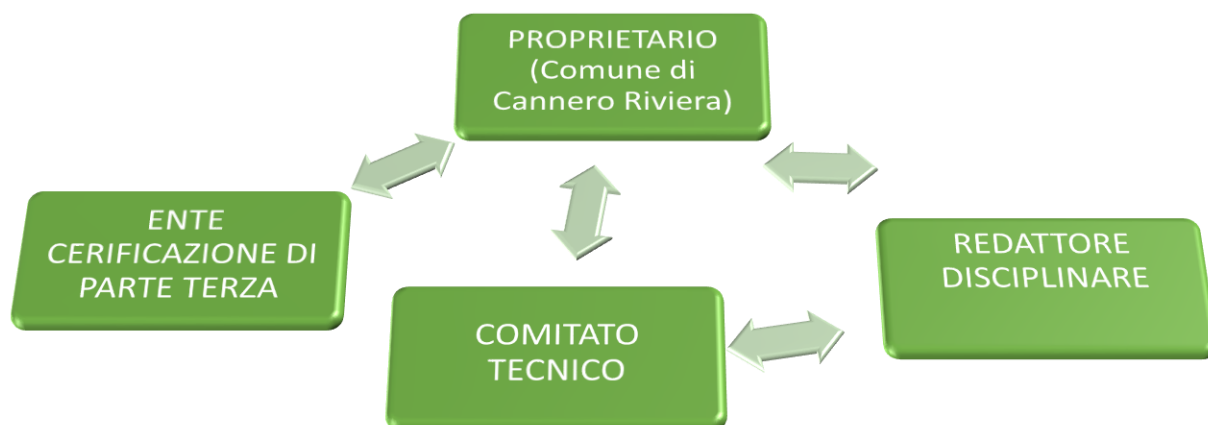 PROPRIETARIO
(Comune di
Cannero Riviera)
ENTE
CERIFICAZIONE DI
PARTE TERZA
REDATTORE
DISCIPLINARE
COMITATO
TECNICO